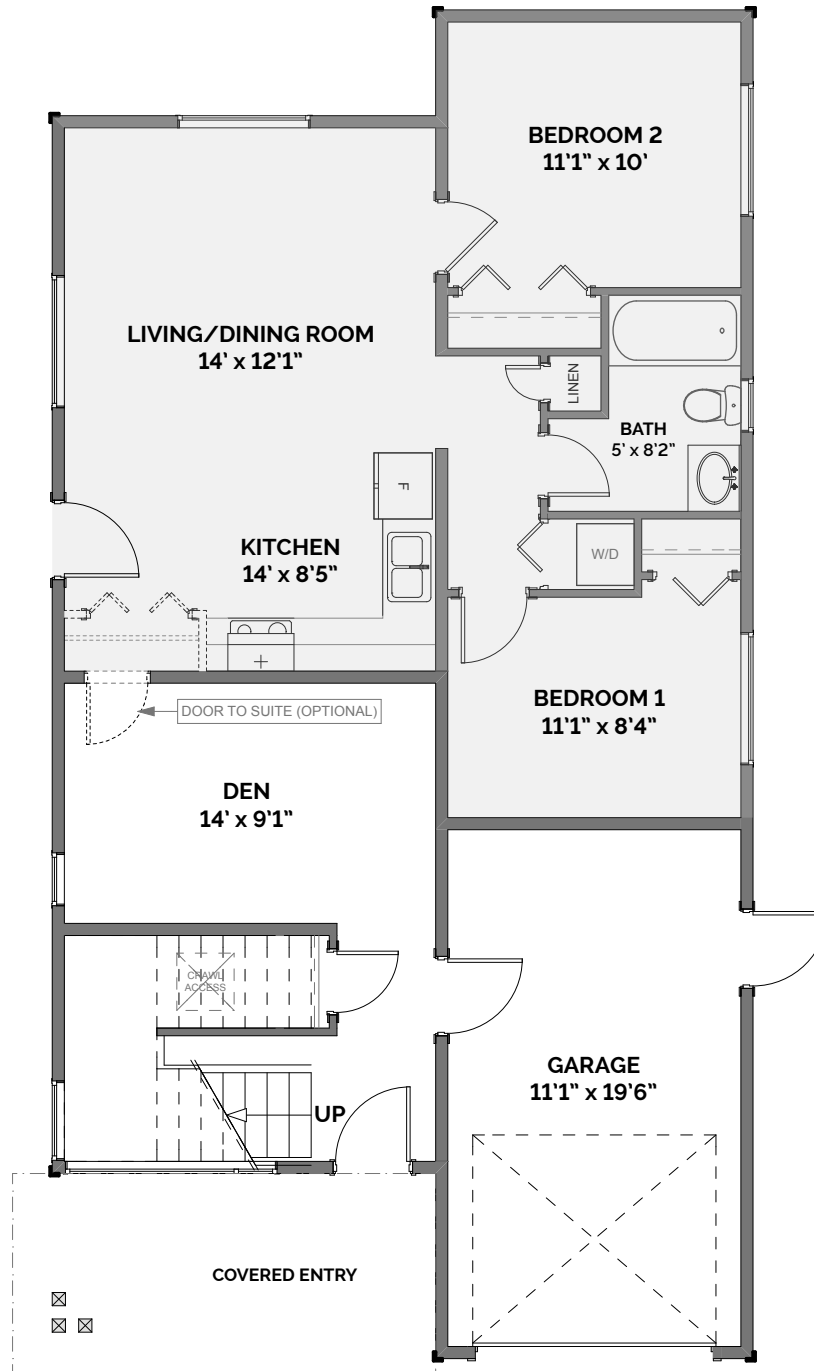 BEDROOM 2
11'1" x 10'
LIVING/DINING ROOM
14' x 12'1"
LINEN
BATH
5' x 8'2"
F
KITCHEN
14' x 8'5"
W/D
BEDROOM 1
11'1" x 8'4"
DOOR TO SUITE (OPTIONAL)
DEN
14' x 9'1"
CRAWL
ACCESS
GARAGE
11'1" x 19'6"
UP
COVERED ENTRY